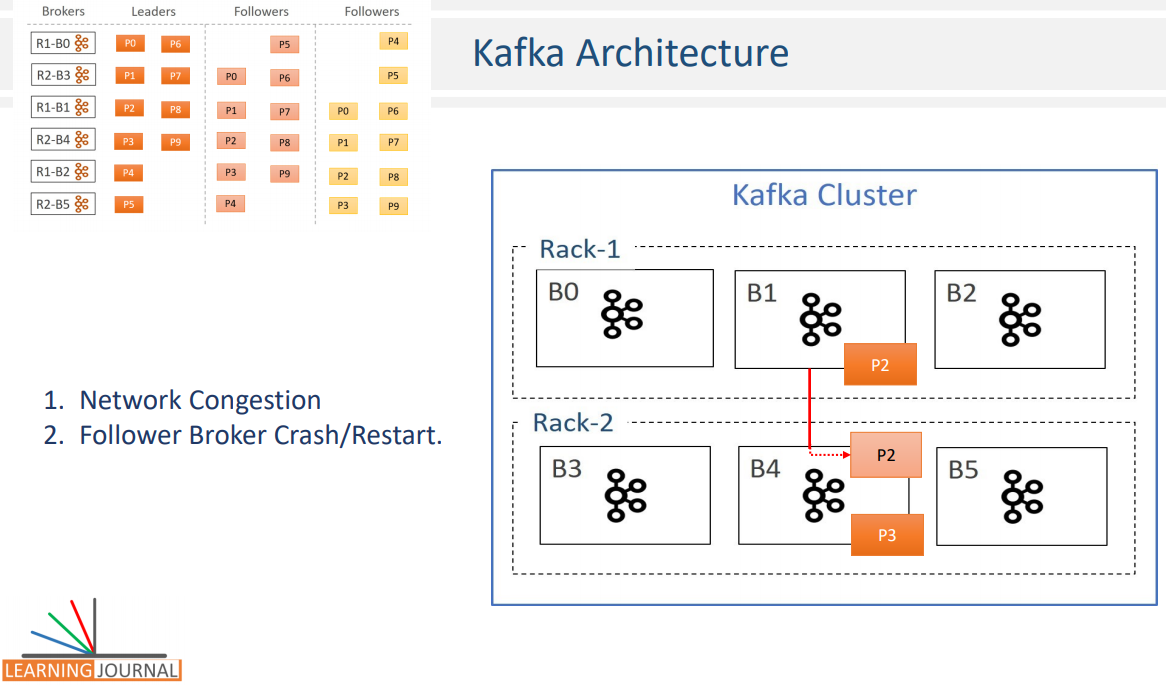 Brokers Leaders Followers Followers
R1-B0 P0 P6 P5 P4
R2-B3 P1 P7 P0 P6 P5
R1-B1 P2 P8 P1 P7 P0 P6
R2-B4 P3 P9 P2 P8 P1 P7
R1-B2 P4 P3 P9 P2 P8
R2-B5 P5 P4 P3 P9
Kafka Architecture
1. Network Congestion
2. Follower Broker Crash/Restart.
Kafka Cluster
Rack-1
B0 B1 B2
P2
Rack-2
P2
B3 B4 B5
P3
LEARNING JOURNAL